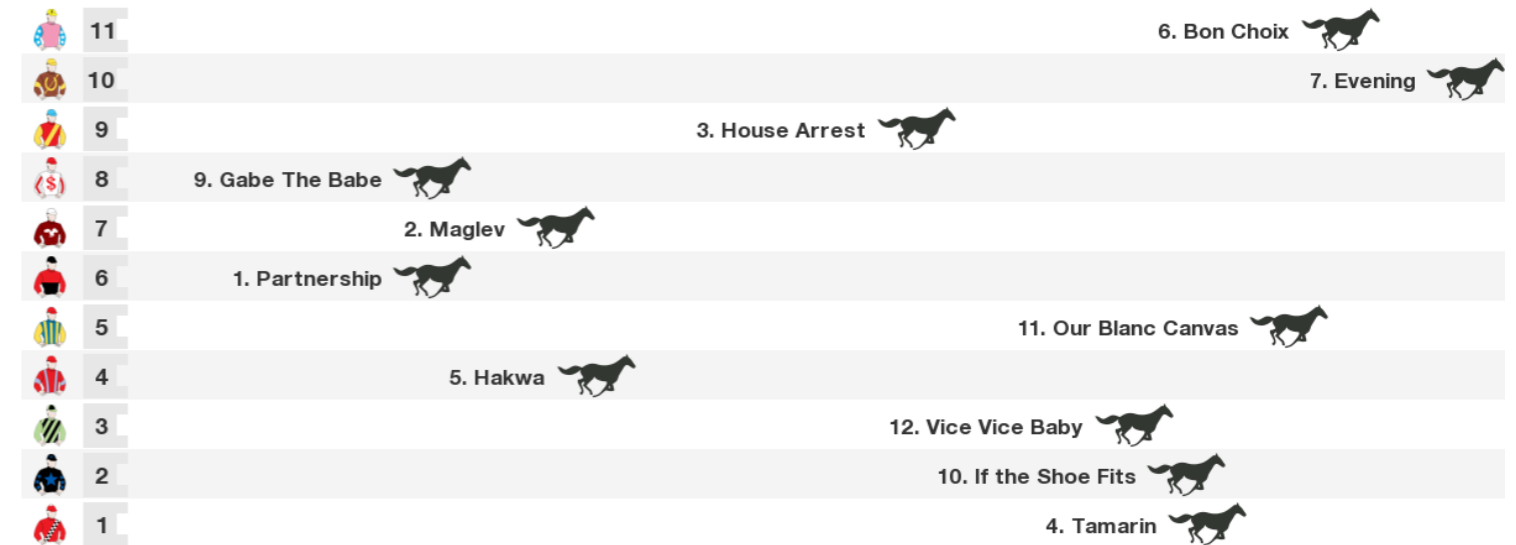 11 6. Bon Choix
10 7. Evening
9 3. House Arrest
8 9. Gabe The Babe
$
7 2. Maglev
6 1. Partnership
5 11. Our Blanc Canvas
4 5. Hakwa
3 12. Vice Vice Baby
2 10. If the Shoe Fits
1 4. Tamarin